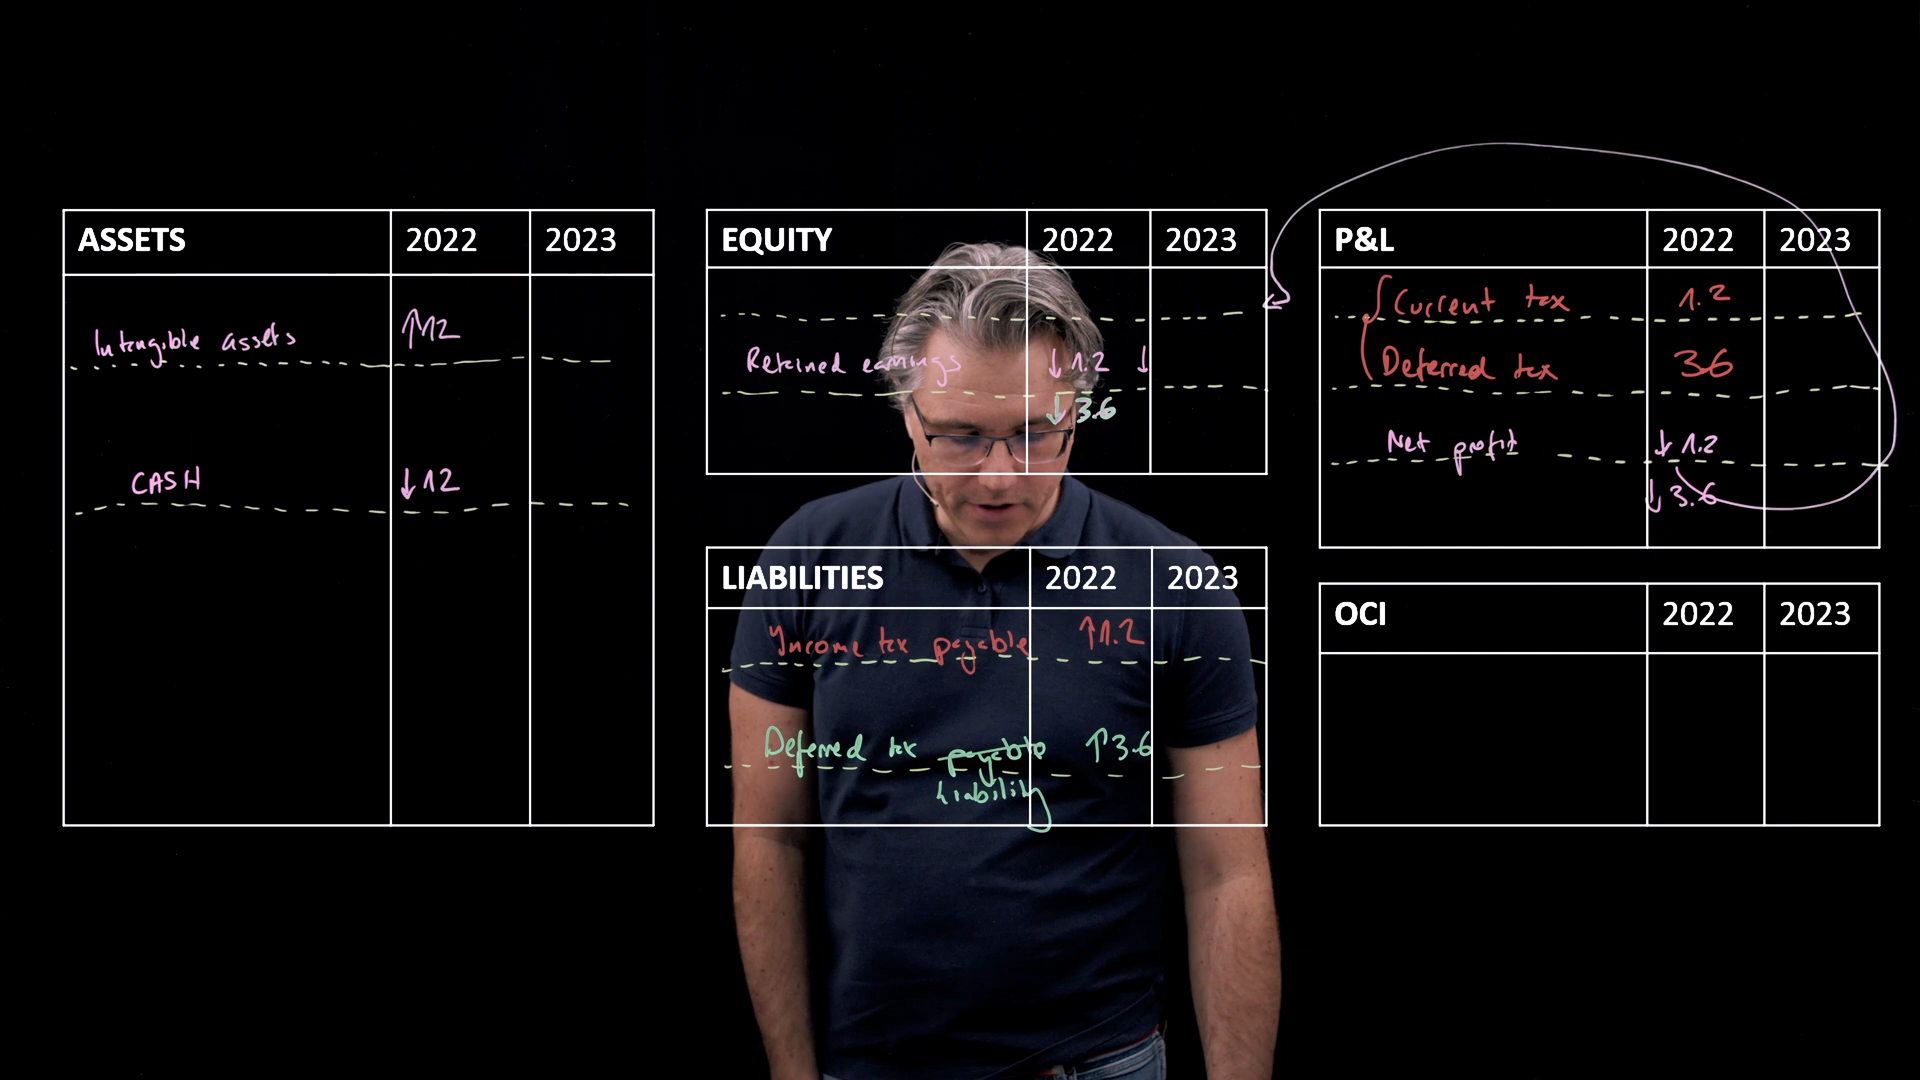 ASSETS 2022 2023
Intangible assets ↑12
CASH ↓12
EQUITY 2022 2023
Retained earnings ↓1.2 ↓
↓3.6
LIABILITIES 2022 2023
Income tax payable ↑1.2
Deferred tax payable ↑3.6
liability
P&L 2022 2023
Current tax 1.2
Deferred tax 3.6
Net profit ↓1.2
↓3.6
OCI 2022 2023